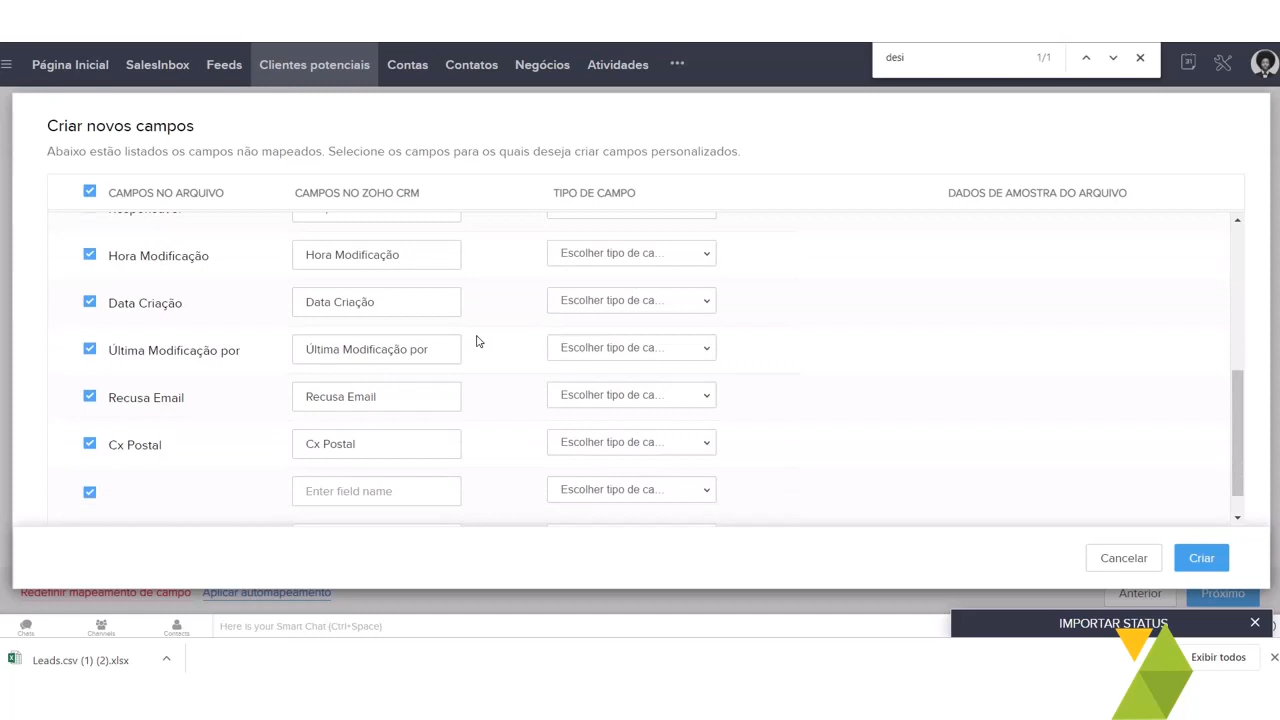 desi
1/1
Página Inicial SalesInbox Feeds Clientes potenciais Contas Contatos Negócios Atividades •••
31
Criar novos campos
Abaixo estão listados os campos não mapeados. Selecione os campos para os quais deseja criar campos personalizados.
CAMPOS NO ARQUIVO CAMPOS NO ZOHO CRM TIPO DE CAMPO DADOS DE AMOSTRA DO ARQUIVO
Hora Modificação Hora Modificação Escolher tipo de ca...
Data Criação Data Criação Escolher tipo de ca...
Última Modificação por Última Modificação por Escolher tipo de ca...
Recusa Email Recusa Email Escolher tipo de ca...
Cx Postal Cx Postal Escolher tipo de ca...
Enter field name Escolher tipo de ca...
Cancelar Criar
Redefinir mapeamento de campo Aplicar automapeamento Anterior Próximo
Chats Channels Contacts Here is your Smart Chat (Ctrl+Space) IMPORTAR STATUS
Leads.csv (1) (2).xlsx Exibir todos